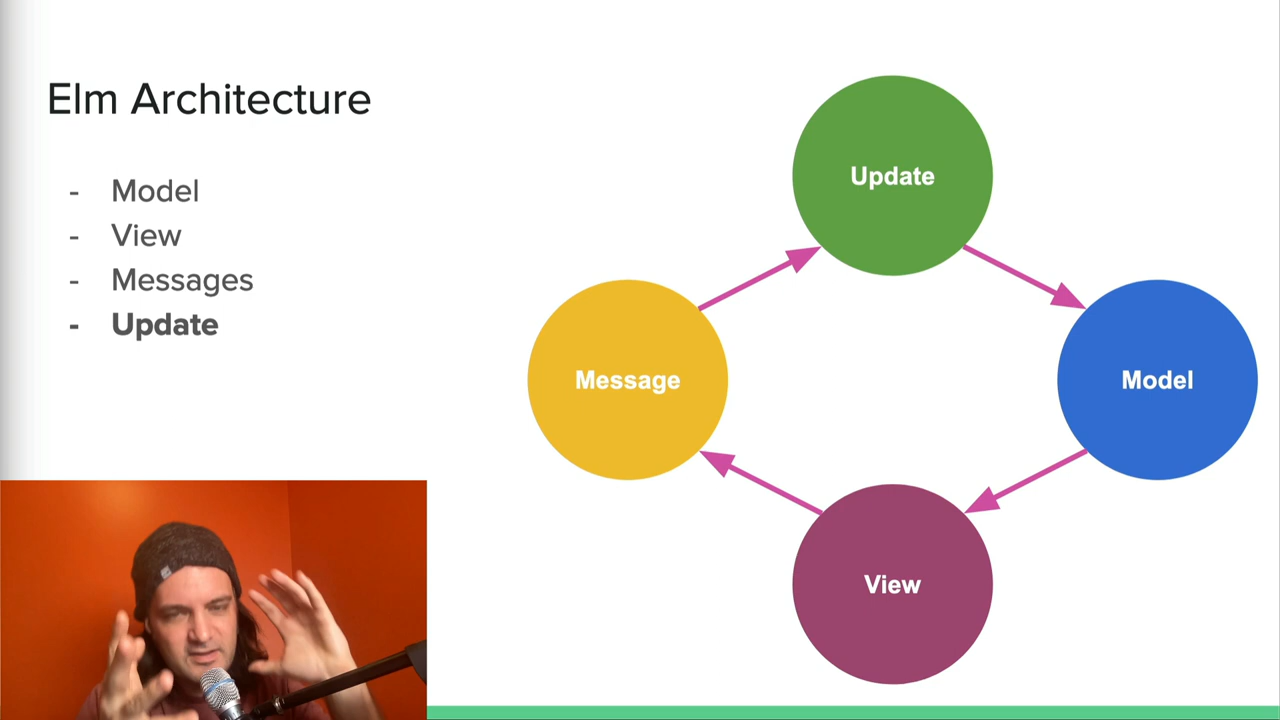 Elm Architecture
- Model
- View
- Messages
- Update
Update
Message
Model
View